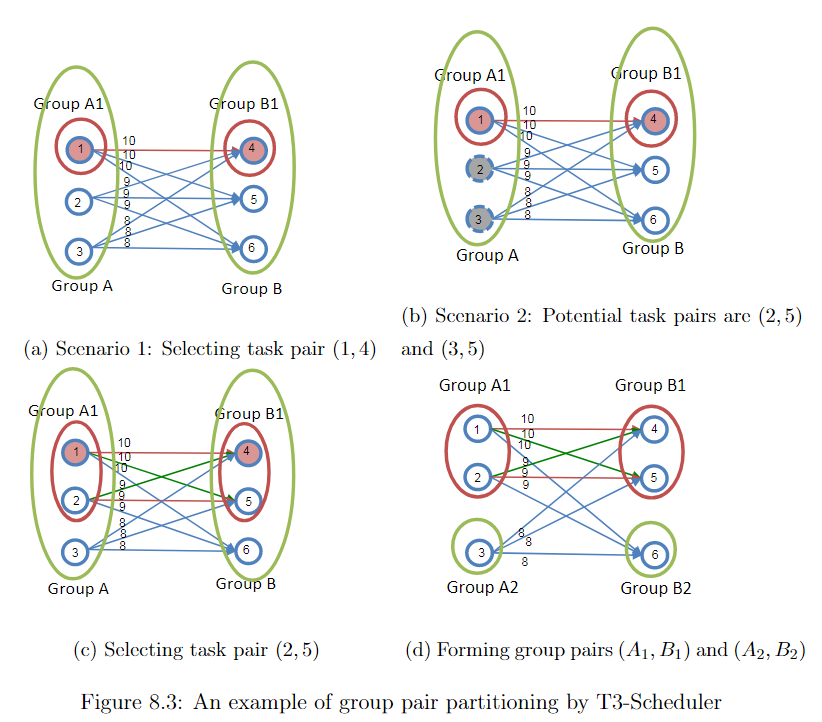 Group A1
Group B1
1
4
10
10
10
2
5
9
9
9
3
6
8
8
8
Group A
Group B
(a) Scenario 1: Selecting task pair (1, 4)
Group A1
Group B1
1
4
10
10
10
2
5
9
9
9
3
6
8
8
8
Group A
Group B
(b) Scenario 2: Potential task pairs are (2, 5)
and (3, 5)
Group A1
Group B1
1
4
10
10
10
2
5
9
9
9
3
6
8
8
8
Group A
Group B
(c) Selecting task pair (2, 5)
Group A1
Group B1
1
4
10
10
10
2
5
9
9
9
3
6
8
8
8
Group A2
Group B2
(d) Forming group pairs (A₁, B₁) and (A₂, B₂)
Figure 8.3: An example of group pair partitioning by T3-Scheduler